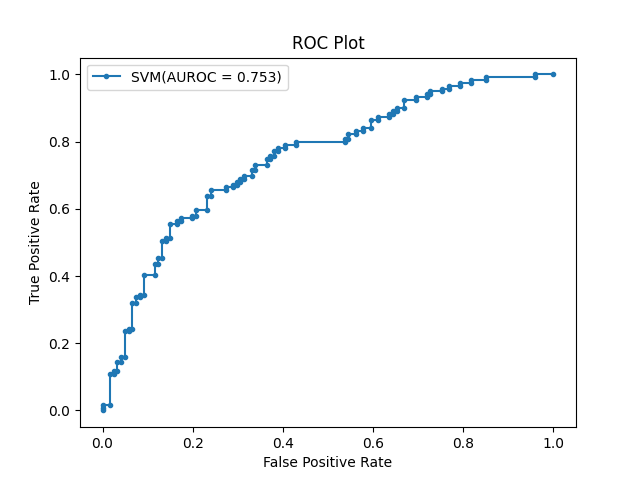 ROC Plot
SVM(AUROC = 0.753)
True Positive Rate
1.0
0.8
0.6
0.4
0.2
0.0
0.0 0.2 0.4 0.6 0.8 1.0
False Positive Rate